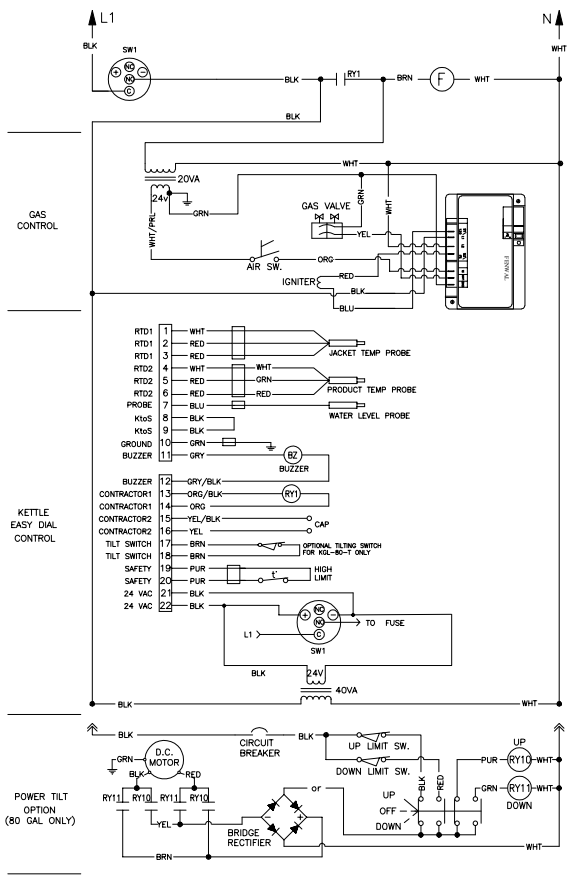 L1
N
BLK
SW1
WHT
NC
+
-
NO
C
BLK
RY1
BRN
F
WHT
BLK
GAS
CONTROL
WHT
20VA
24V
GRN
WHT/PRL
GAS VALVE
GRN
WHT
YEL
FENWAL
AIR SW.
ORG
IGNITER
RED
BLK
BLU
KETTLE
EASY DIAL
CONTROL
RTD1 1 WHT
RTD1 2 RED
RTD1 3 RED
JACKET TEMP PROBE
RTD2 4 WHT WHT
RTD2 5 RED GRN
RTD2 6 RED RED
PRODUCT TEMP PROBE
PROBE 7 BLU
WATER LEVEL PROBE
KtoS 8 BLK
KtoS 9 BLK
GROUND 10 GRN
BUZZER 11 GRY
BZ
BUZZER
BUZZER 12 GRY/BLK
CONTRACTOR1 13 ORG/BLK
RY1
CONTRACTOR1 14 ORG
CONTRACTOR2 15 YEL/BLK
CAP
CONTRACTOR2 16 YEL
TILT SWITCH 17 BRN
OPTIONAL TILTING SWITCH
FOR KGL-80-T ONLY
TILT SWITCH 18 BRN
SAFETY 19 PUR
SAFETY 20 PUR
t°
HIGH
LIMIT
24 VAC 21 BLK
24 VAC 22 BLK
+
NC
-
NO
C
TO FUSE
L1
SW1
BLK
24V
40VA
BLK
WHT
POWER TILT
OPTION
(80 GAL ONLY)
BLK
CIRCUIT
BREAKER
BLK
UP LIMIT SW.
DOWN LIMIT SW.
D.C.
MOTOR
GRN
BLK
RED
RY11
RY10
RY11
RY10
YEL
BRN
BRIDGE
RECTIFIER
-
+
or
BLK
RED
UP
OFF
DOWN
UP
PUR
RY10
WHT
GRN
RY11
WHT
DOWN
WHT